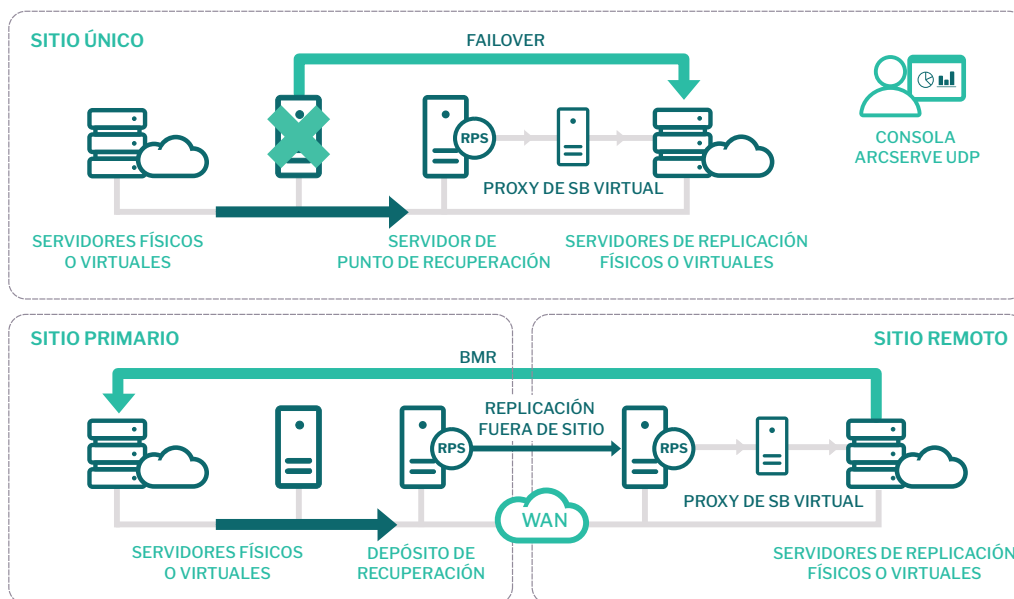 SITIO ÚNICO
FAILOVER
RPS
CONSOLA
ARCSERVE UDP
PROXY DE SB VIRTUAL
SERVIDORES FÍSICOS
O VIRTUALES
SERVIDOR DE
PUNTO DE RECUPERACIÓN
SERVIDORES DE REPLICACIÓN
FÍSICOS O VIRTUALES
SITIO PRIMARIO
SITIO REMOTO
BMR
REPLICACIÓN
FUERA DE SITIO
RPS
RPS
PROXY DE SB VIRTUAL
WAN
SERVIDORES FÍSICOS
O VIRTUALES
DEPÓSITO DE
RECUPERACIÓN
SERVIDORES DE REPLICACIÓN
FÍSICOS O VIRTUALES